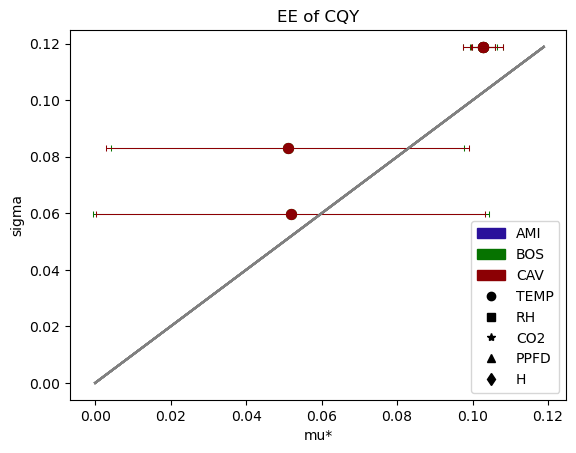 EE of CQY
0.12
0.10
0.08
0.06
0.04
0.02
0.00
sigma
AMI
BOS
CAV
TEMP
RH
CO2
PPFD
H
0.00 0.02 0.04 0.06 0.08 0.10 0.12
mu*